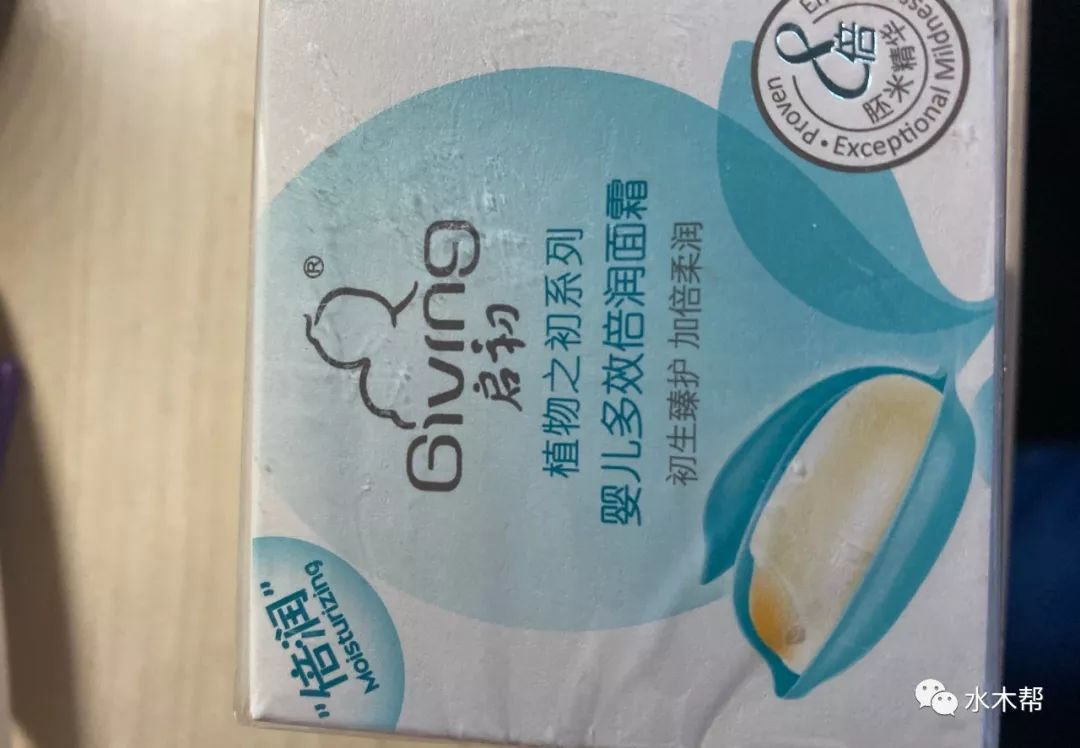 "倍润"
Moisturizing
®
Giving
启初
植物之初系列
婴儿多效倍润面霜
初生臻护 加倍柔润
8倍
胚米精华
Proven • Exceptional Mildness
水木帮